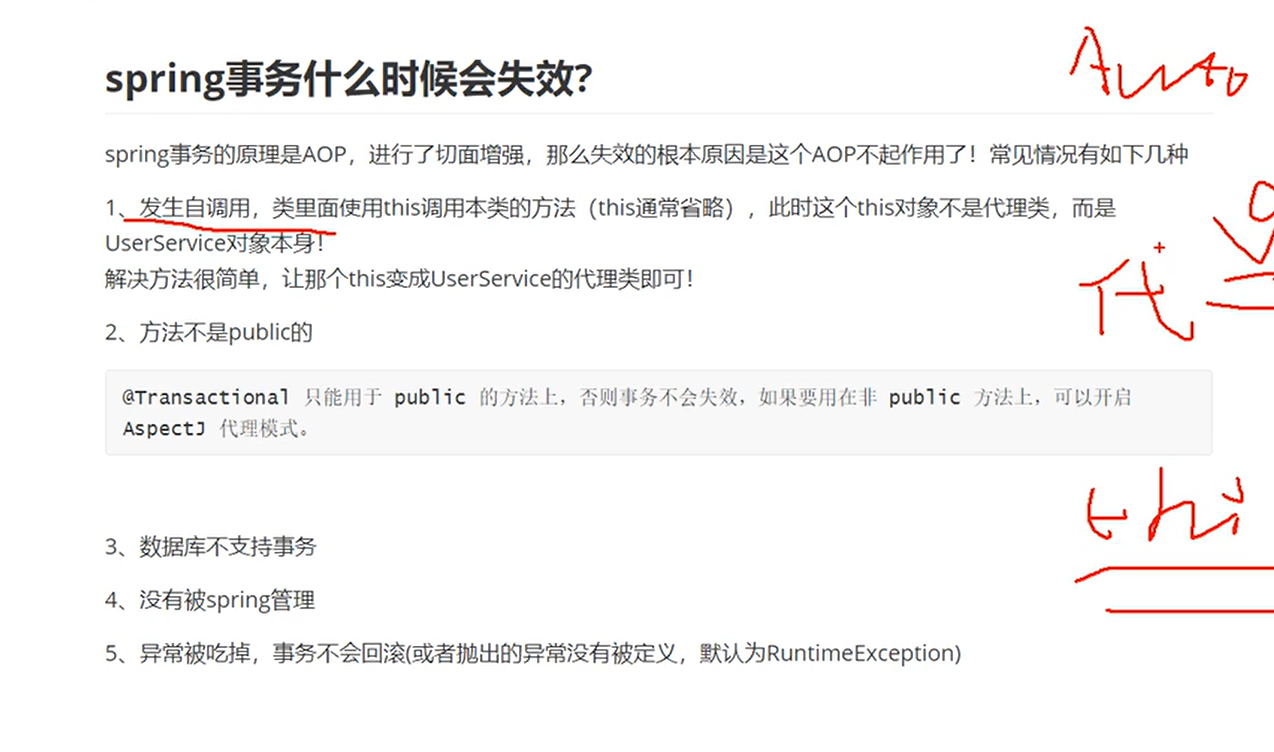 spring事务什么时候会失效?
spring事务的原理是AOP，进行了切面增强，那么失效的根本原因是这个AOP不起作用了！常见情况有如下几种
1、发生自调用，类里面使用this调用本类的方法（this通常省略），此时这个this对象不是代理类，而是
UserService对象本身！
解决方法很简单，让那个this变成UserService的代理类即可！
2、方法不是public的
@Transactional 只能用于 public 的方法上，否则事务不会失效，如果要用在非 public 方法上，可以开启
AspectJ 代理模式。
3、数据库不支持事务
4、没有被spring管理
5、异常被吃掉，事务不会回滚(或者抛出的异常没有被定义，默认为RuntimeException)
Auto
代
thi